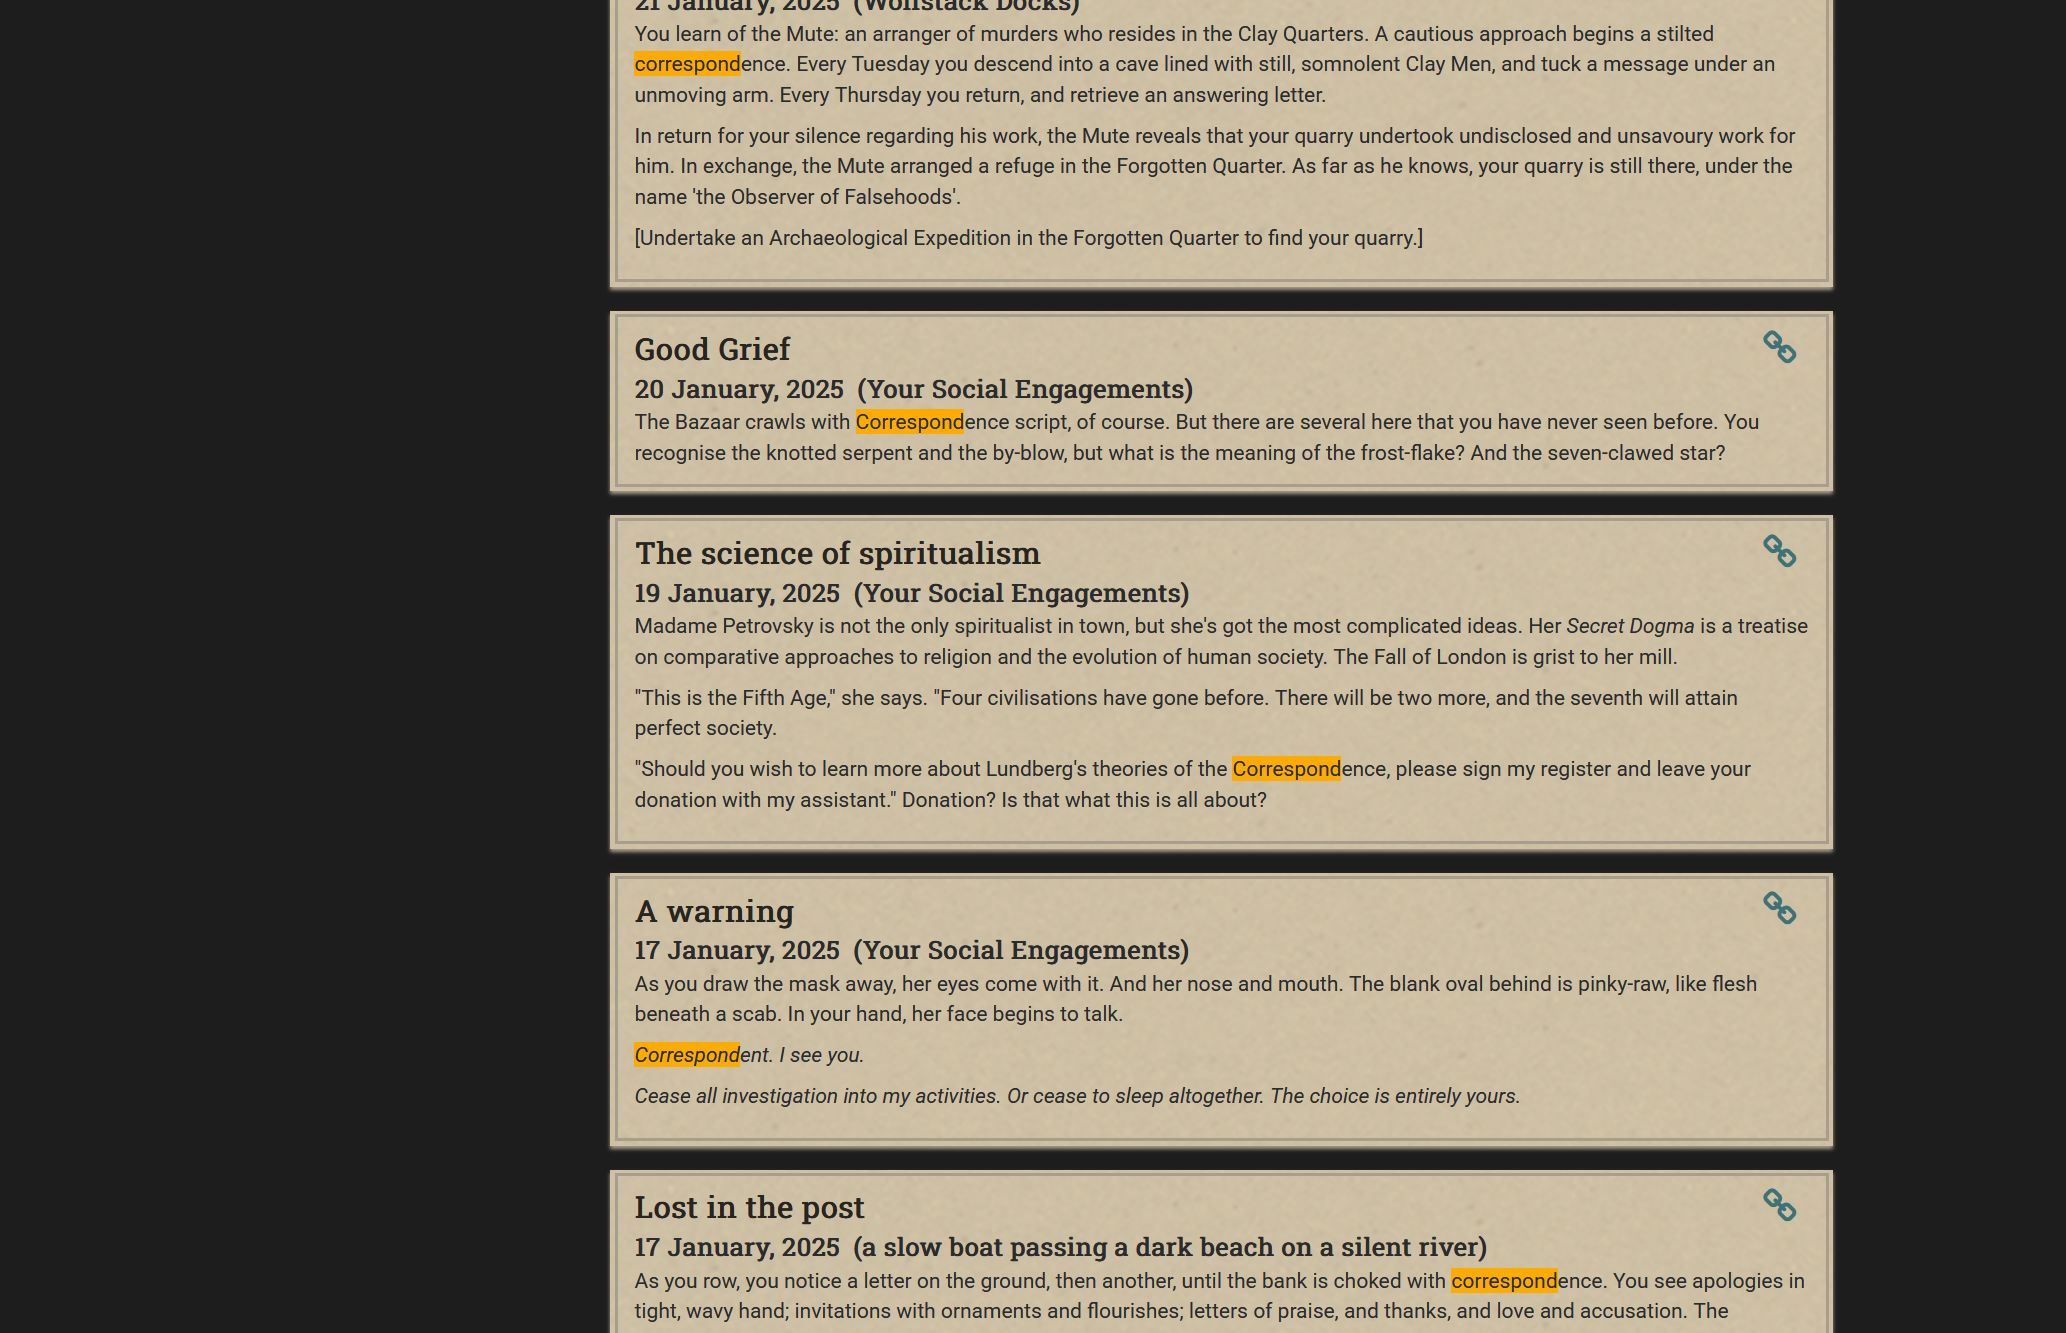 21 January, 2025 (Wolfstack Docks)
You learn of the Mute: an arranger of murders who resides in the Clay Quarters. A cautious approach begins a stilted
correspondence. Every Tuesday you descend into a cave lined with still, somnolent Clay Men, and tuck a message under an
unmoving arm. Every Thursday you return, and retrieve an answering letter.
In return for your silence regarding his work, the Mute reveals that your quarry undertook undisclosed and unsavoury work for
him. In exchange, the Mute arranged a refuge in the Forgotten Quarter. As far as he knows, your quarry is still there, under the
name 'the Observer of Falsehoods'.
[Undertake an Archaeological Expedition in the Forgotten Quarter to find your quarry.]
Good Grief
20 January, 2025 (Your Social Engagements)
The Bazaar crawls with Correspondence script, of course. But there are several here that you have never seen before. You
recognise the knotted serpent and the by-blow, but what is the meaning of the frost-flake? And the seven-clawed star?
The science of spiritualism
19 January, 2025 (Your Social Engagements)
Madame Petrovsky is not the only spiritualist in town, but she's got the most complicated ideas. Her Secret Dogma is a treatise
on comparative approaches to religion and the evolution of human society. The Fall of London is grist to her mill.
"This is the Fifth Age," she says. "Four civilisations have gone before. There will be two more, and the seventh will attain
perfect society.
"Should you wish to learn more about Lundberg's theories of the Correspondence, please sign my register and leave your
donation with my assistant." Donation? Is that what this is all about?
A warning
17 January, 2025 (Your Social Engagements)
As you draw the mask away, her eyes come with it. And her nose and mouth. The blank oval behind is pinky-raw, like flesh
beneath a scab. In your hand, her face begins to talk.
Correspondent. I see you.
Cease all investigation into my activities. Or cease to sleep altogether. The choice is entirely yours.
Lost in the post
17 January, 2025 (a slow boat passing a dark beach on a silent river)
As you row, you notice a letter on the ground, then another, until the bank is choked with correspondence. You see apologies in
tight, wavy hand; invitations with ornaments and flourishes; letters of praise, and thanks, and love and accusation. The